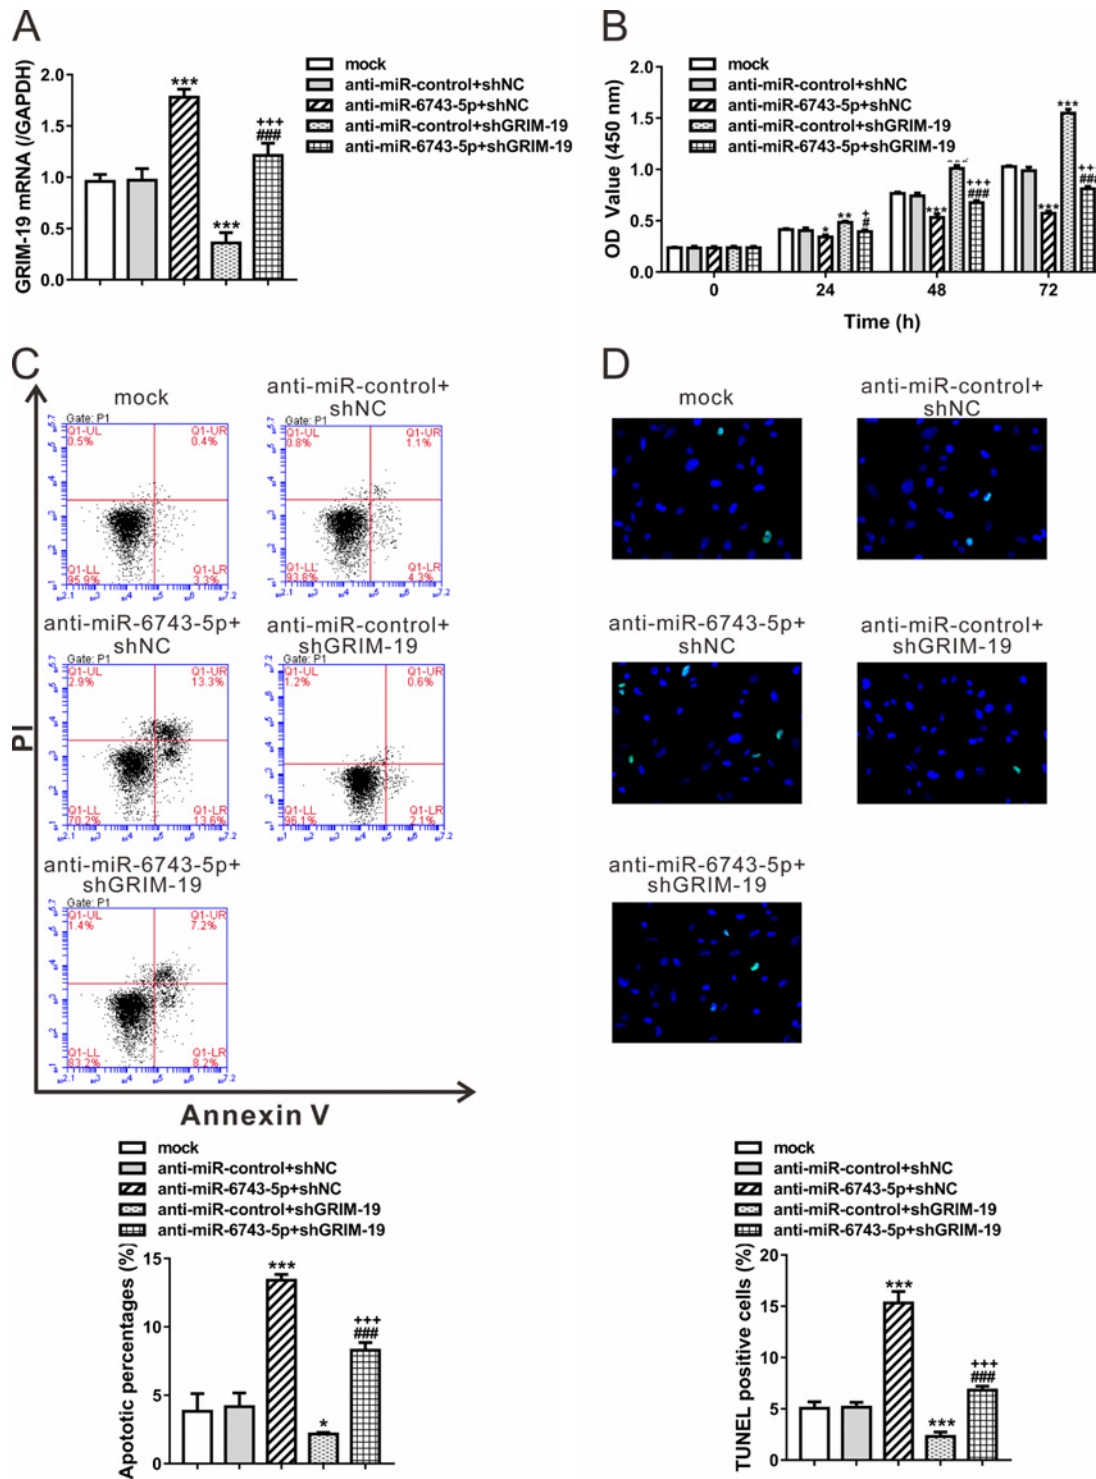 A
GRIM-19 mRNA (/GAPDH)
2.0
1.5
1.0
0.5
0.0
***
***
+++
###
mock
anti-miR-control+shNC
anti-miR-6743-5p+shNC
anti-miR-control+shGRIM-19
anti-miR-6743-5p+shGRIM-19
B
OD Value (450 nm)
2.0
1.5
1.0
0.5
0.0
mock
anti-miR-control+shNC
anti-miR-6743-5p+shNC
anti-miR-control+shGRIM-19
anti-miR-6743-5p+shGRIM-19
*
**
+
#
***
+++
###
***
***
+++
###
0
24
48
72
Time (h)
C
PI
mock
Gate: P1
Q1-UL
0.5%
Q1-UR
0.4%
Q1-LL
95.9%
Q1-LR
3.3%
anti-miR-control+
shNC
Gate: P1
Q1-UL
0.8%
Q1-UR
1.1%
Q1-LL
93.8%
Q1-LR
4.3%
anti-miR-6743-5p+
shNC
Gate: P1
Q1-UL
2.9%
Q1-UR
13.3%
Q1-LL
70.2%
Q1-LR
13.6%
anti-miR-control+
shGRIM-19
Gate: P1
Q1-UL
1.2%
Q1-UR
0.6%
Q1-LL
96.1%
Q1-LR
2.1%
anti-miR-6743-5p+
shGRIM-19
Gate: P1
Q1-UL
1.4%
Q1-UR
7.2%
Q1-LL
83.2%
Q1-LR
8.2%
Annexin V
mock
anti-miR-control+shNC
anti-miR-6743-5p+shNC
anti-miR-control+shGRIM-19
anti-miR-6743-5p+shGRIM-19
Apototic percentages (%)
15
10
5
0
***
*
+++
###
D
mock
anti-miR-control+
shNC
anti-miR-6743-5p+
shNC
anti-miR-control+
shGRIM-19
anti-miR-6743-5p+
shGRIM-19
mock
anti-miR-control+shNC
anti-miR-6743-5p+shNC
anti-miR-control+shGRIM-19
anti-miR-6743-5p+shGRIM-19
TUNEL positive cells (%)
20
15
10
5
0
***
***
+++
###